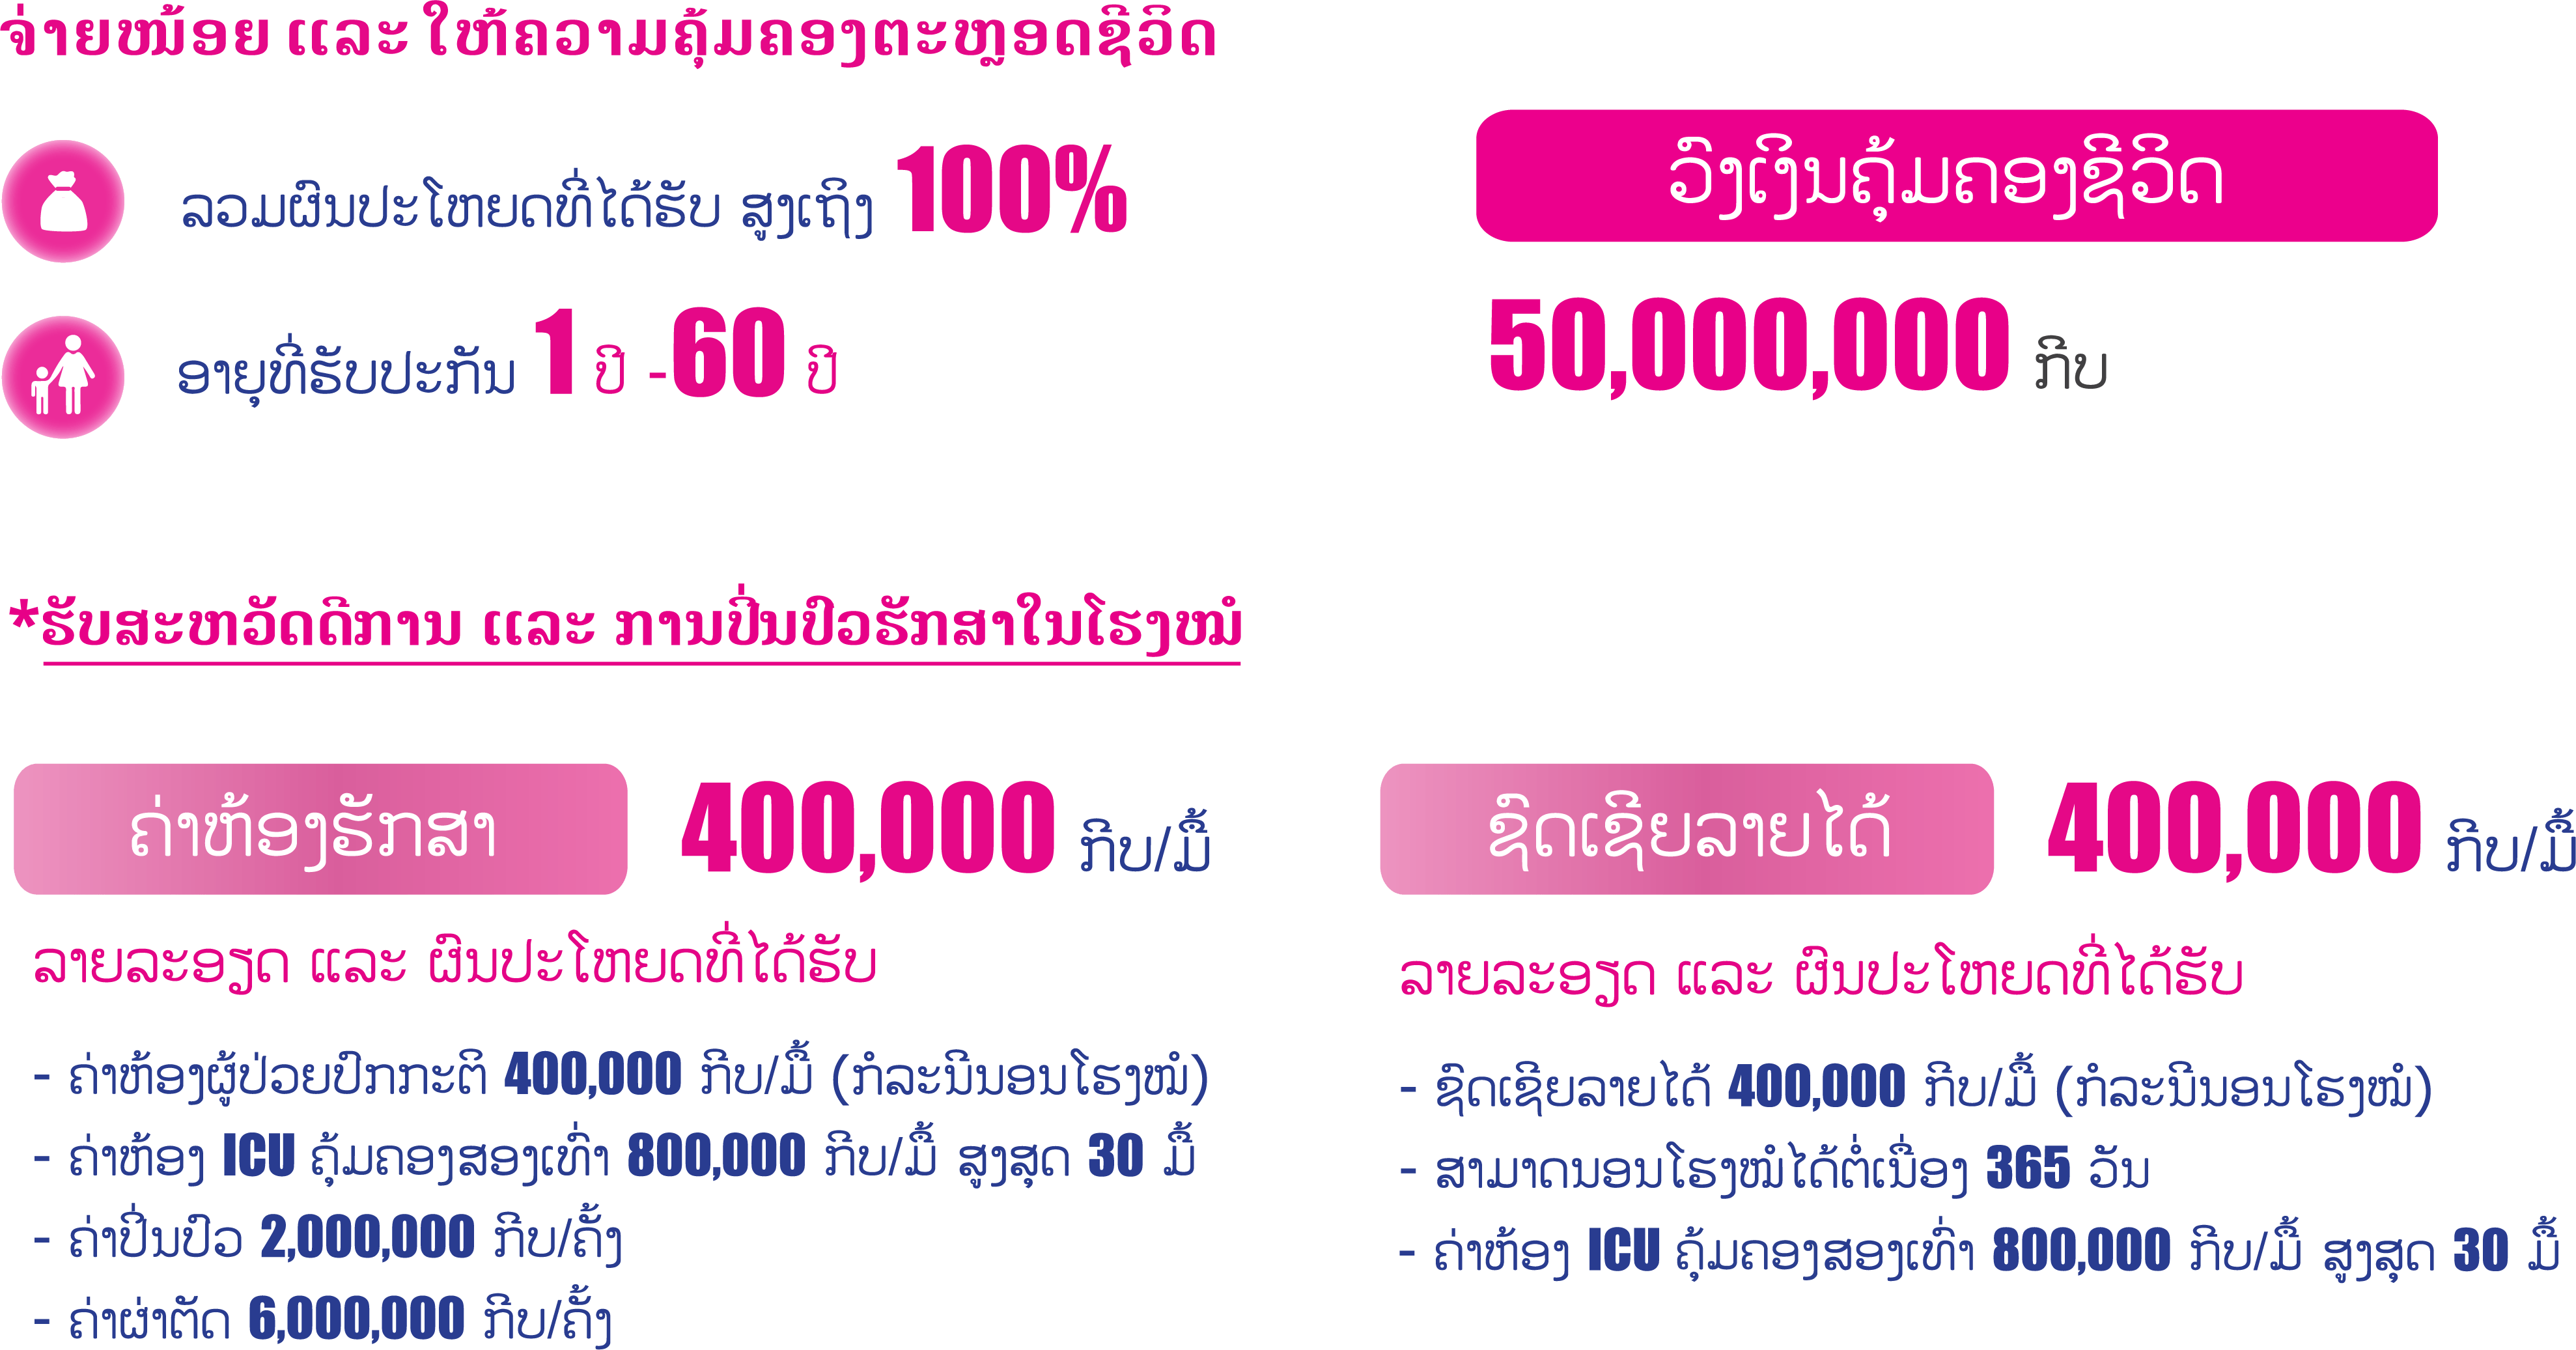 ຈ່າຍໜ້ອຍ ແລະ ໃຫ້ຄວາມຄຸ້ມຄອງຕະຫຼອດຊີວິດ
ລວມຜົນປະໂຫຍດທີ່ໄດ້ຮັບ ສູງເຖິງ 100%
ອາຍຸທີ່ຮັບປະກັນ 1 ປີ -60 ປີ
ວົງເງິນຄຸ້ມຄອງຊີວິດ
50,000,000 ກີບ
*ຮັບສະຫວັດດີການ ແລະ ການປິ່ນປົວຮັກສາໃນໂຮງໝໍ
ຄ່າຫ້ອງຮັກສາ 400,000 ກີບ/ມື້
ລາຍລະອຽດ ແລະ ຜົນປະໂຫຍດທີ່ໄດ້ຮັບ
- ຄ່າຫ້ອງຜູ້ປ່ວຍປົກກະຕິ 400,000 ກີບ/ມື້ (ກໍລະນີນອນໂຮງໝໍ)
- ຄ່າຫ້ອງ ICU ຄຸ້ມຄອງສອງເທົ່າ 800,000 ກີບ/ມື້ ສູງສຸດ 30 ມື້
- ຄ່າປີ່ນປົວ 2,000,000 ກີບ/ຄັ້ງ
- ຄ່າຜ່າຕັດ 6,000,000 ກີບ/ຄັ້ງ
ຊົດເຊີຍລາຍໄດ້ 400,000 ກີບ/ມື້
ລາຍລະອຽດ ແລະ ຜົນປະໂຫຍດທີ່ໄດ້ຮັບ
- ຊົດເຊີຍລາຍໄດ້ 400,000 ກີບ/ມື້ (ກໍລະນີນອນໂຮງໝໍ)
- ສາມາດນອນໂຮງໝໍໄດ້ຕໍ່ເນື່ອງ 365 ວັນ
- ຄ່າຫ້ອງ ICU ຄຸ້ມຄອງສອງເທົ່າ 800,000 ກີບ/ມື້ ສູງສຸດ 30 ມື້